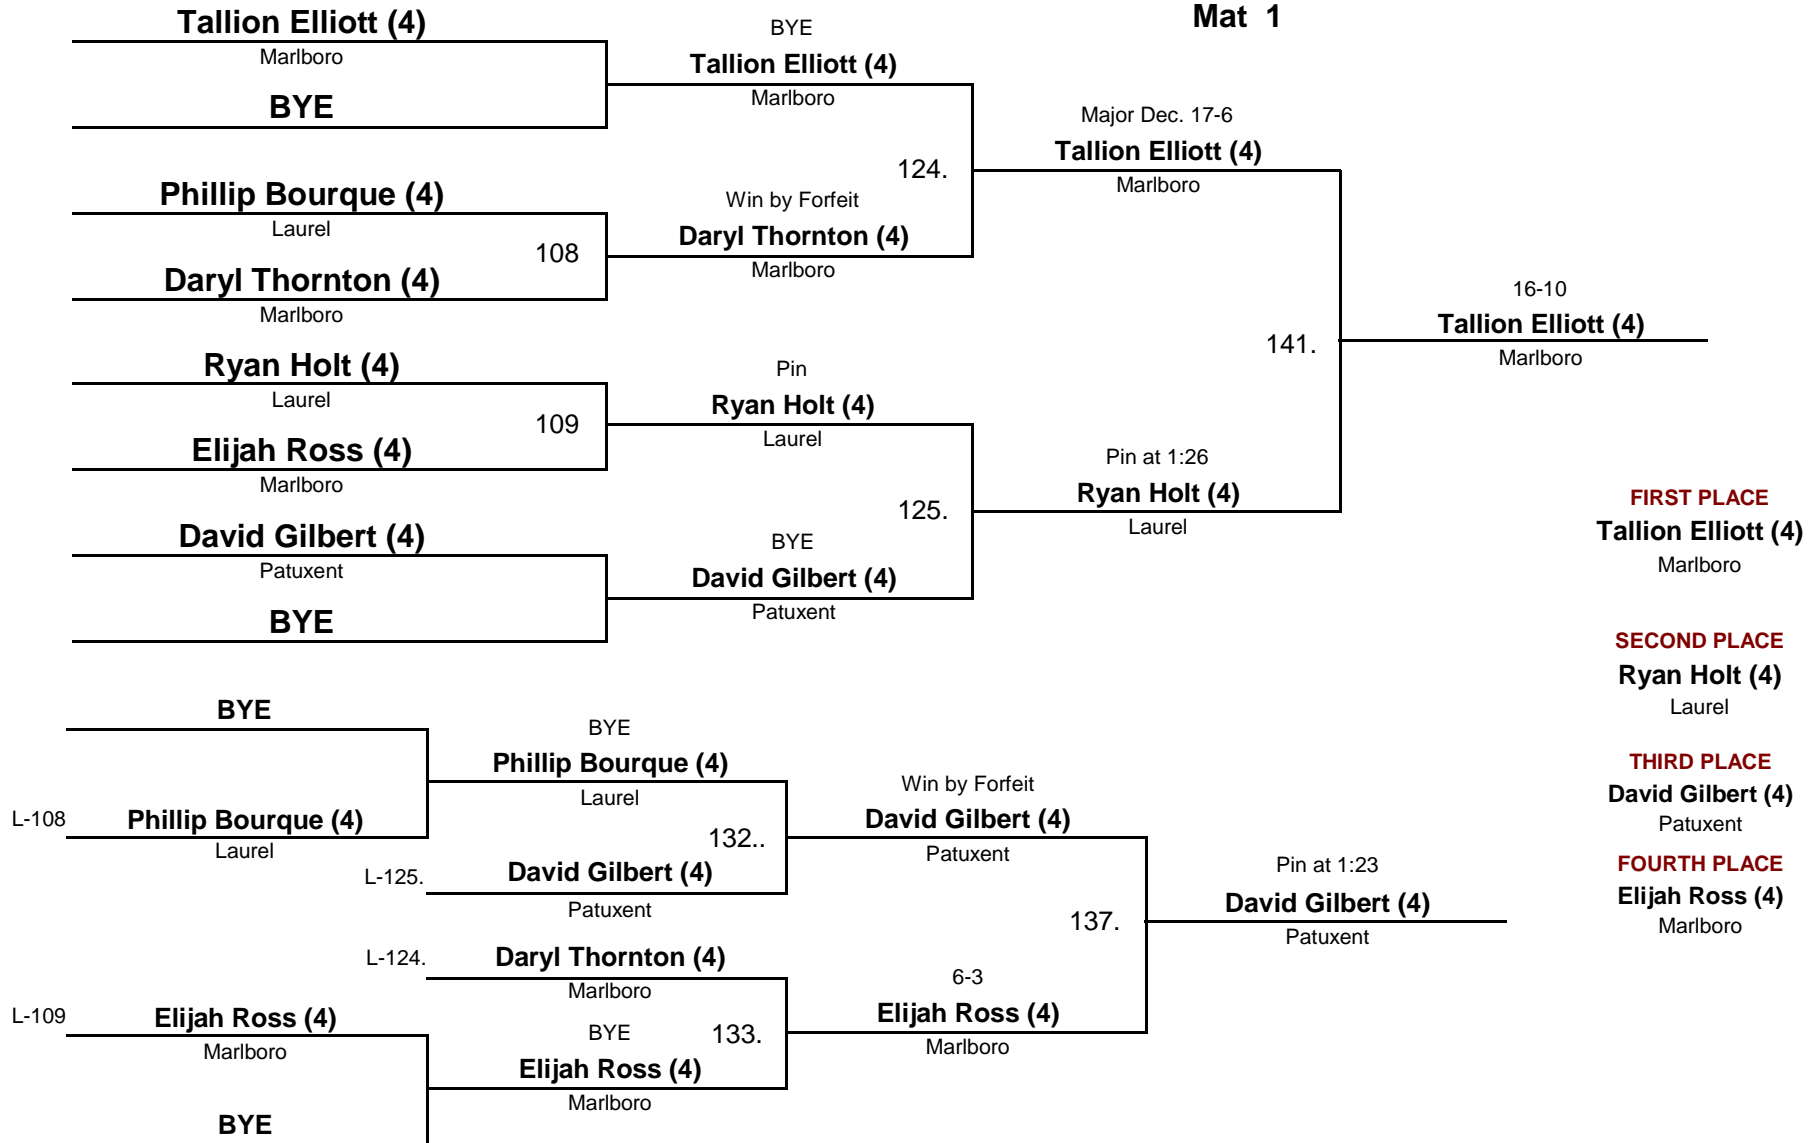 Mat 1
Tallion Elliott (4)
Marlboro
BYE
Phillip Bourque (4)
Laurel
108
Daryl Thornton (4)
Marlboro
Ryan Holt (4)
Laurel
109
Elijah Ross (4)
Marlboro
David Gilbert (4)
Patuxent
BYE
BYE
Tallion Elliott (4)
Marlboro
124.
Win by Forfeit
Daryl Thornton (4)
Marlboro
Pin
Ryan Holt (4)
Laurel
125.
BYE
David Gilbert (4)
Patuxent
Major Dec. 17-6
Tallion Elliott (4)
Marlboro
141.
Pin at 1:26
Ryan Holt (4)
Laurel
16-10
Tallion Elliott (4)
Marlboro
FIRST PLACE
Tallion Elliott (4)
Marlboro
SECOND PLACE
Ryan Holt (4)
Laurel
THIRD PLACE
David Gilbert (4)
Patuxent
FOURTH PLACE
Elijah Ross (4)
Marlboro
BYE
L-108 Phillip Bourque (4)
Laurel
BYE
Phillip Bourque (4)
Laurel
132..
L-125. David Gilbert (4)
Patuxent
L-124. Daryl Thornton (4)
Marlboro
L-109 Elijah Ross (4)
Marlboro
BYE
BYE
133.
Elijah Ross (4)
Marlboro
Win by Forfeit
David Gilbert (4)
Patuxent
137.
6-3
Elijah Ross (4)
Marlboro
Pin at 1:23
David Gilbert (4)
Patuxent